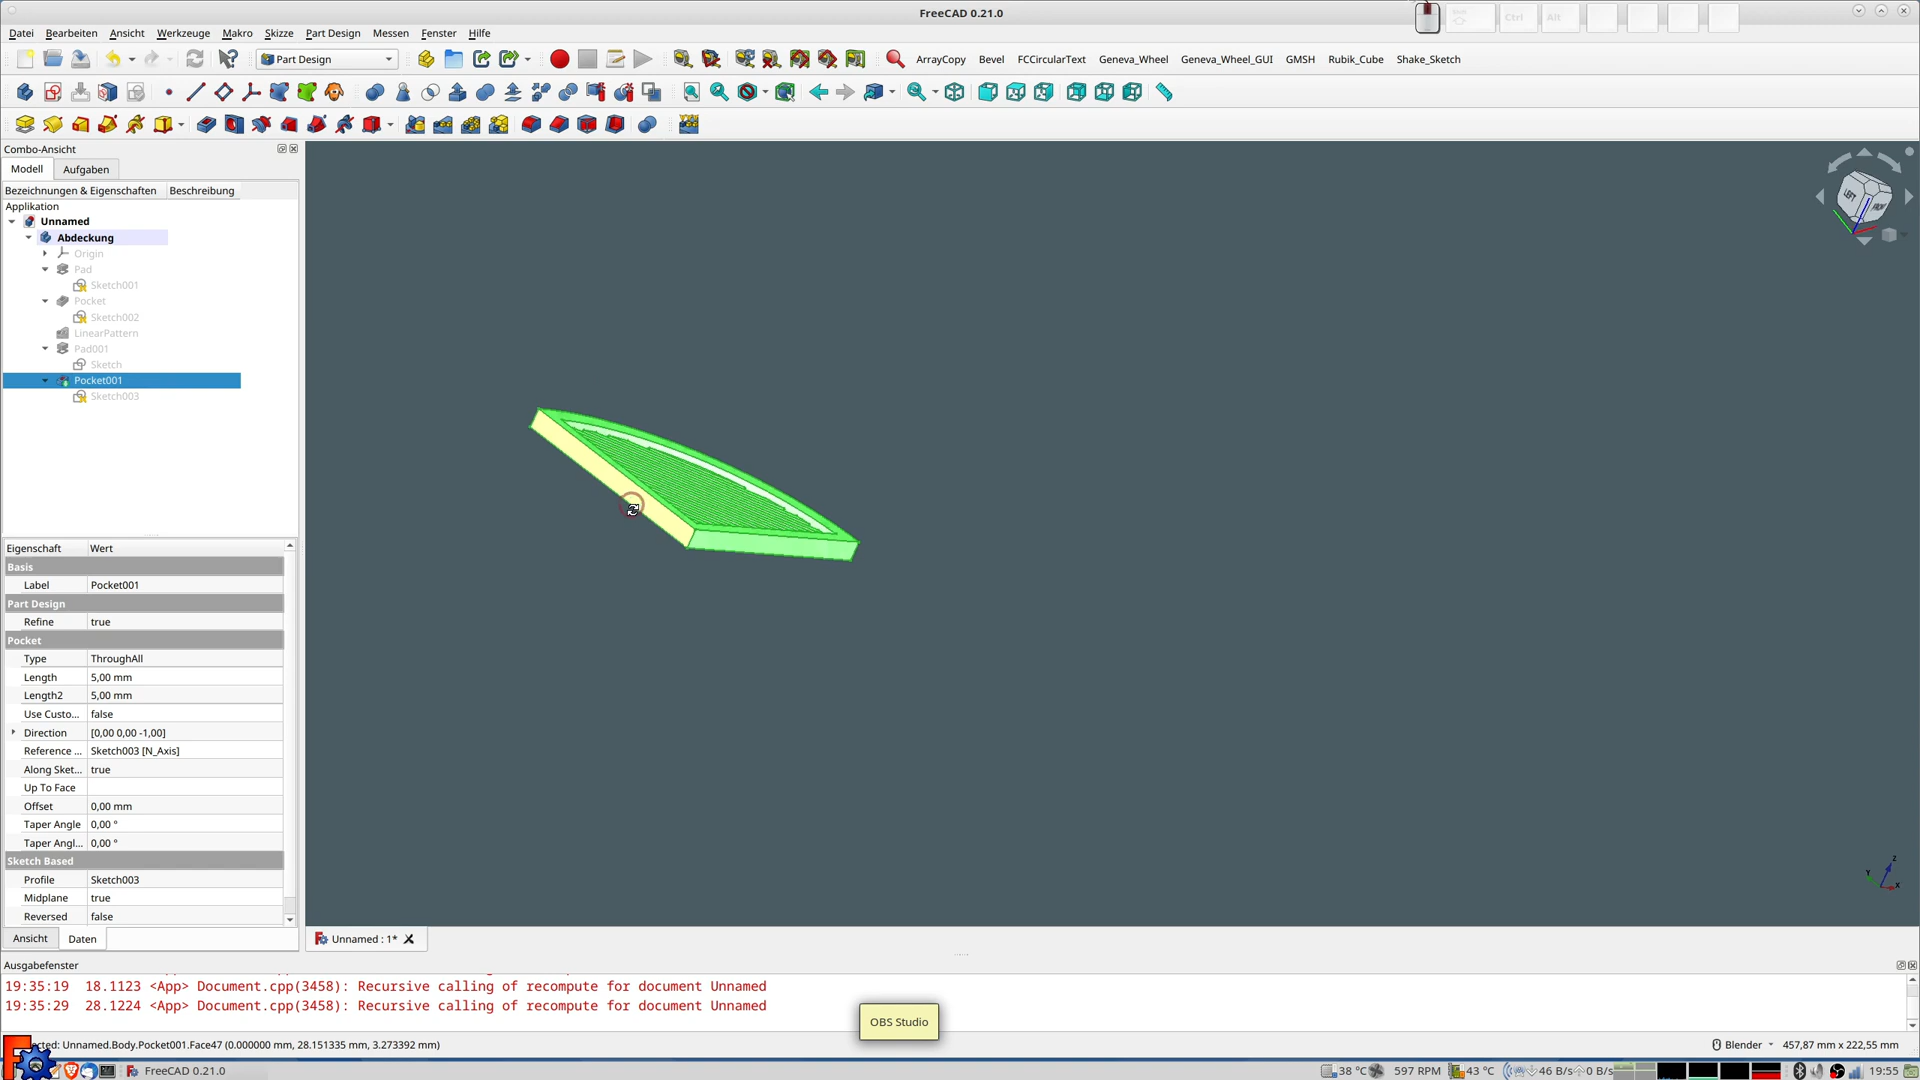 FreeCAD 0.21.0
Shift Ctrl Alt
Datei Bearbeiten Ansicht Werkzeuge Makro Skizze Part Design Messen Fenster Hilfe
Part Design
ArrayCopy Bevel FCCircularText Geneva_Wheel Geneva_Wheel_GUI GMSH Rubik_Cube Shake_Sketch
Combo-Ansicht
Modell Aufgaben
Bezeichnungen & Eigenschaften Beschreibung
Applikation
Unnamed
Abdeckung
Origin
Pad
Sketch001
Pocket
Sketch002
LinearPattern
Pad001
Sketch
Pocket001
Sketch003
LEFT
Z
Y
X
Eigenschaft Wert
Basis
Label Pocket001
Part Design
Refine true
Pocket
Type ThroughAll
Length 5,00 mm
Length2 5,00 mm
Use Custo... false
Direction [0,00 0,00 -1,00]
Reference ... Sketch003 [N_Axis]
Along Sket... true
Up To Face
Offset 0,00 mm
Taper Angle 0,00 °
Taper Angl... 0,00 °
Sketch Based
Profile Sketch003
Midplane true
Reversed false
Ansicht Daten
Unnamed : 1*
Ausgabefenster
19:35:19 18.1123 <App> Document.cpp(3458): Recursive calling of recompute for document Unnamed
19:35:29 28.1224 <App> Document.cpp(3458): Recursive calling of recompute for document Unnamed
OBS Studio
cted: Unnamed.Body.Pocket001.Face47 (0.000000 mm, 28.151335 mm, 3.273392 mm)
Blender 457,87 mm x 222,55 mm
FreeCAD 0.21.0
38 °C 597 RPM 43 °C 46 B/s 0 B/s 19:55